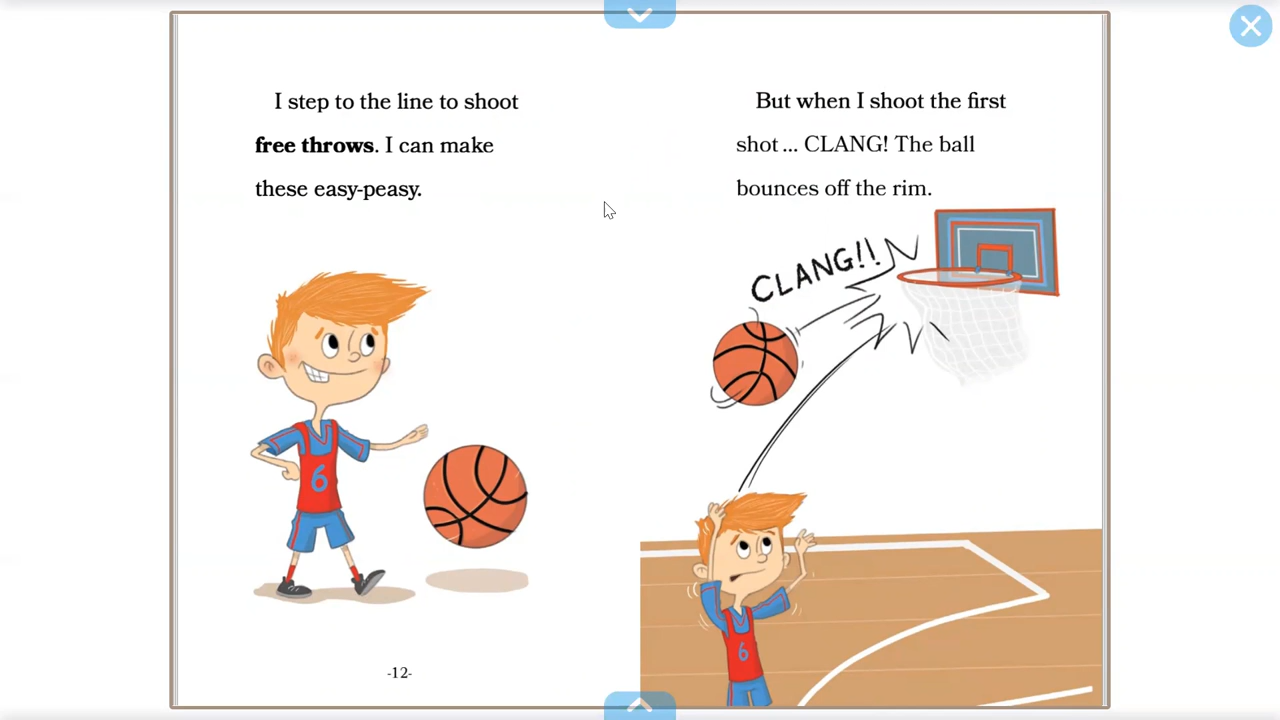 I step to the line to shoot
free throws. I can make
these easy-peasy.
6
-12-
But when I shoot the first
shot ... CLANG! The ball
bounces off the rim.
CLANG!!
6